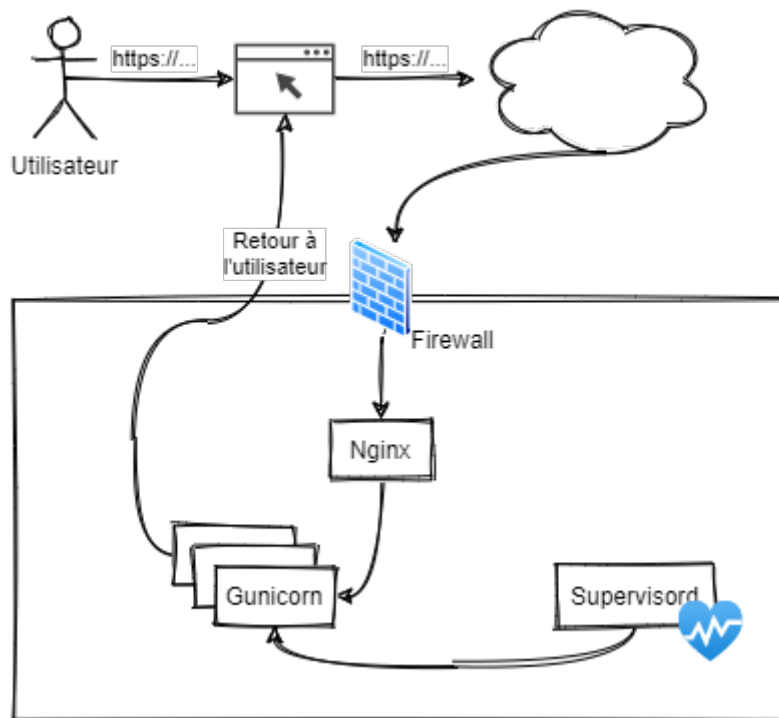 https://...
https://...
Utilisateur
Retour à
l'utilisateur
Firewall
Nginx
Gunicorn
Supervisord